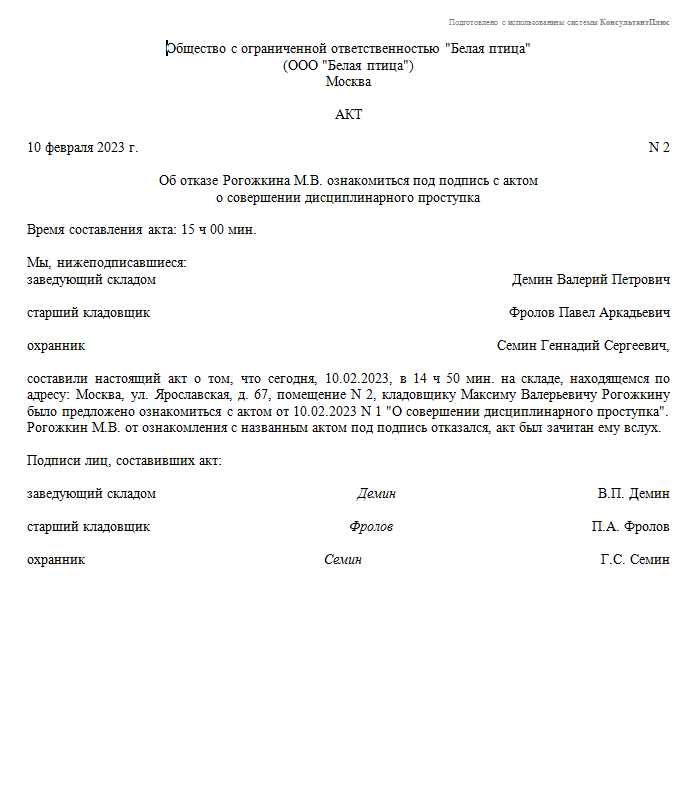 Подготовлено с использованием системы КонсультантПлюс
Общество с ограниченной ответственностью "Белая птица"
(ООО "Белая птица")
Москва
АКТ
10 февраля 2023 г. N 2
Об отказе Рогожкина М.В. ознакомиться под подпись с актом
о совершении дисциплинарного проступка
Время составления акта: 15 ч 00 мин.
Мы, нижеподписавшиеся:
заведующий складом Демин Валерий Петрович
старший кладовщик Фролов Павел Аркадьевич
охранник Семин Геннадий Сергеевич,
составили настоящий акт о том, что сегодня, 10.02.2023, в 14 ч 50 мин. на складе, находящемся по
адресу: Москва, ул. Ярославская, д. 67, помещение N 2, кладовщику Максиму Валерьевичу Рогожкину
было предложено ознакомиться с актом от 10.02.2023 N 1 "О совершении дисциплинарного проступка".
Рогожкин М.В. от ознакомления с названным актом под подпись отказался, акт был зачитан ему вслух.
Подписи лиц, составивших акт:
заведующий складом Демин В.П. Демин
старший кладовщик Фролов П.А. Фролов
охранник Семин Г.С. Семин